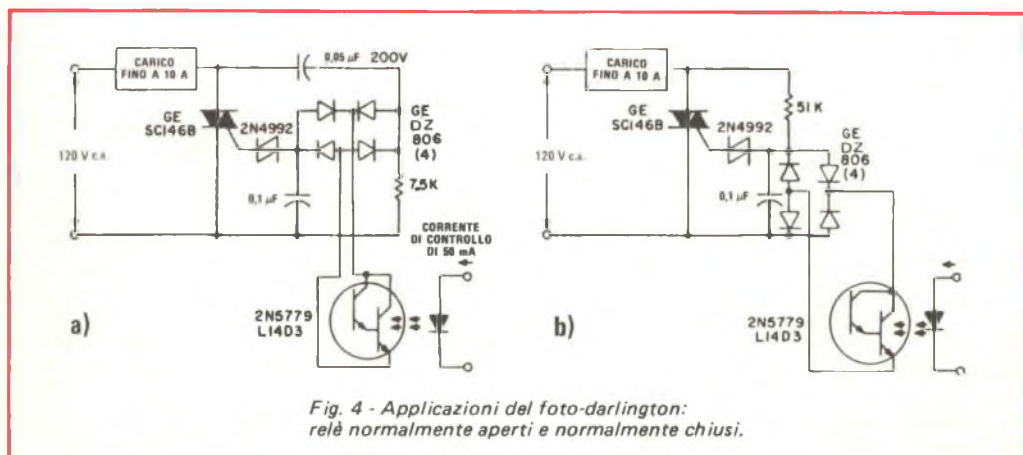 CARICO
FINO A 10 A
0,05 µF 200V
GE
SC146B
2N4992
GE
DZ
806
(4)
120 V c.a.
0,1 µF
7.5K
CORRENTE
DI CONTROLLO
DI 50 mA
a)
2N5779
L14D3
CARICO
FINO A 10 A
51 K
GE
SC146B
2N4992
GE
DZ
806
(4)
120 V c.a.
0,1 µF
b)
2N5779
L14D3
Fig. 4 - Applicazioni del foto-darlington:
relè normalmente aperti e normalmente chiusi.